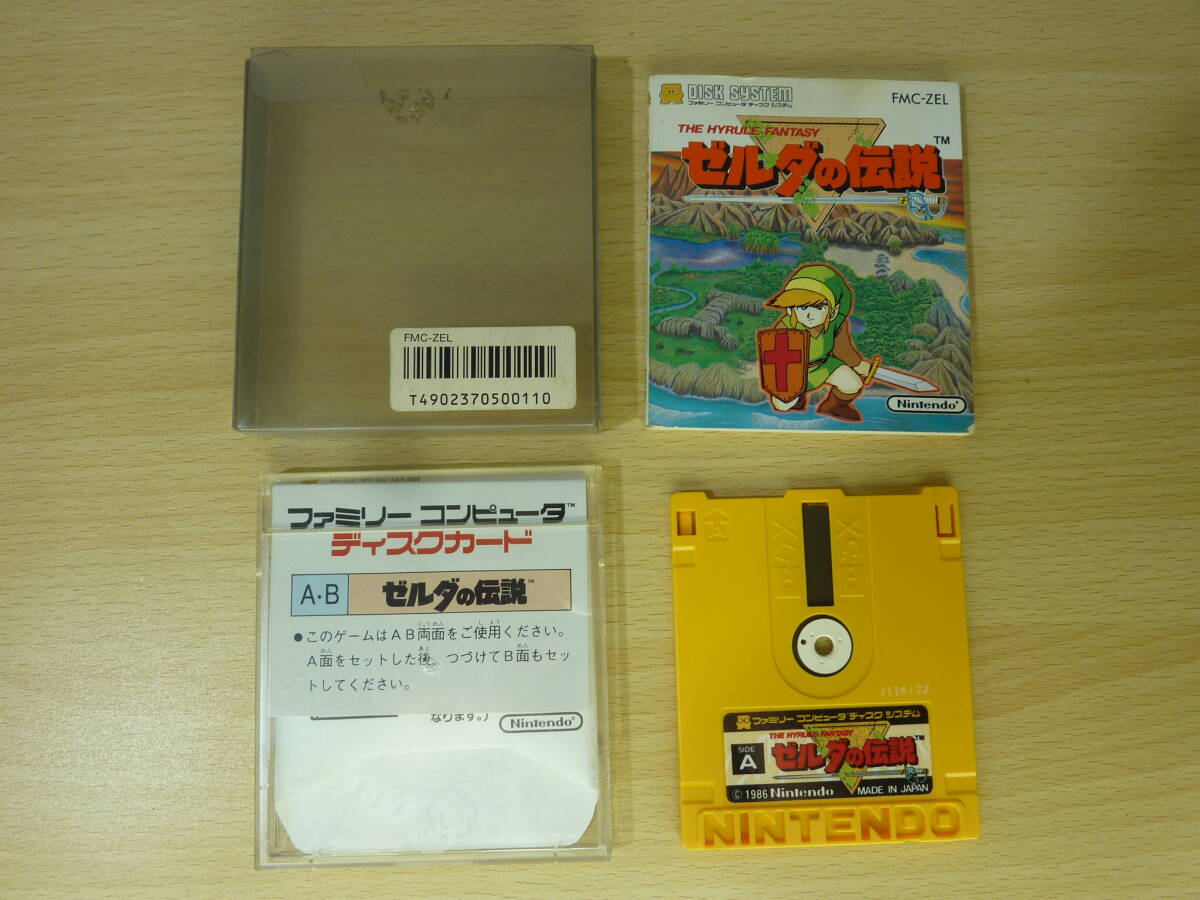 FMC-ZEL
T4902370500110
DISK SYSTEM
ファミリー コンピュータ ディスク システム
FMC-ZEL
THE HYRULE FANTASY
ゼルダの伝説
TM
Nintendo®
ファミリー コンピュータ™
ディスクカード
A・B
ゼルダの伝説™
●このゲームはAB両面をご使用ください。
A面をセットした後、つづけてB面もセッ
トしてください。
なります。)
Nintendo®
A
J116122
ファミリー コンピュータ ディスク システム
THE HYRULE FANTASY
SIDE A
ゼルダの伝説™
©1986 Nintendo MADE IN JAPAN
NINTENDO